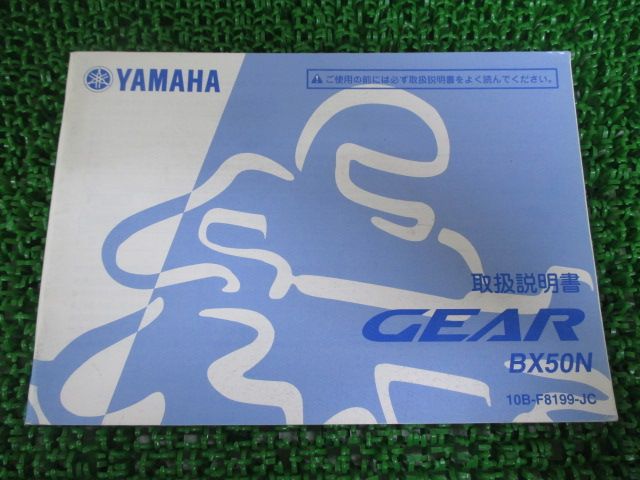 YAMAHA
ご使用の前には必ず取扱説明書をよく読んでください。
取扱説明書
GEAR
BX50N
10B-F8199-JC